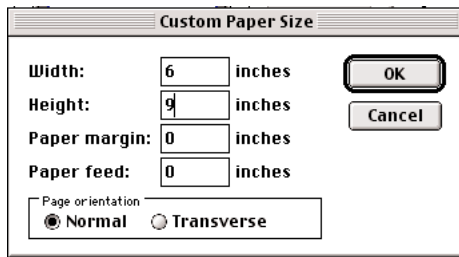 Custom Paper Size
Width: 6 inches
OK
Height: 9 inches
Cancel
Paper margin: 0 inches
Paper feed: 0 inches
Page orientation
Normal Transverse